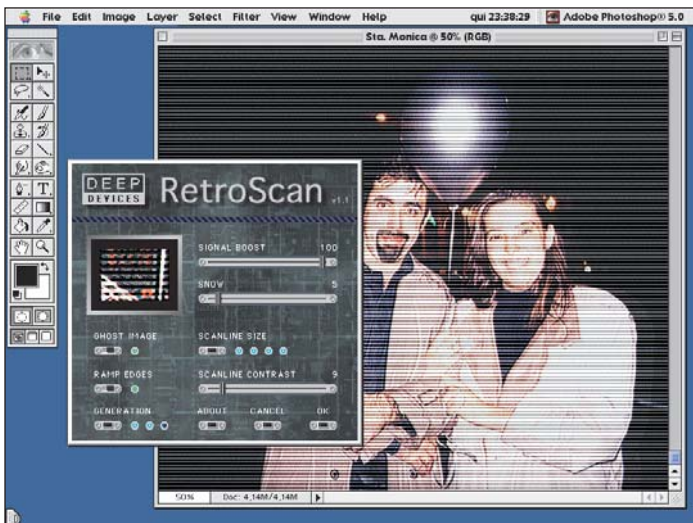 File Edit Image Layer Select Filter View Window Help qui 23:38:29 Adobe Photoshop® 5.0
Sta. Monica @ 50% (RGB)
DEEP DEVICES RetroScan v1.1
SIGNAL BOOST 100
SNOW 5
GHOST IMAGE SCANLINE SIZE
RAMP EDGES SCANLINE CONTRAST 9
GENERATION ABOUT CANCEL OK
T
50% Doc: 4,14M/4,14M